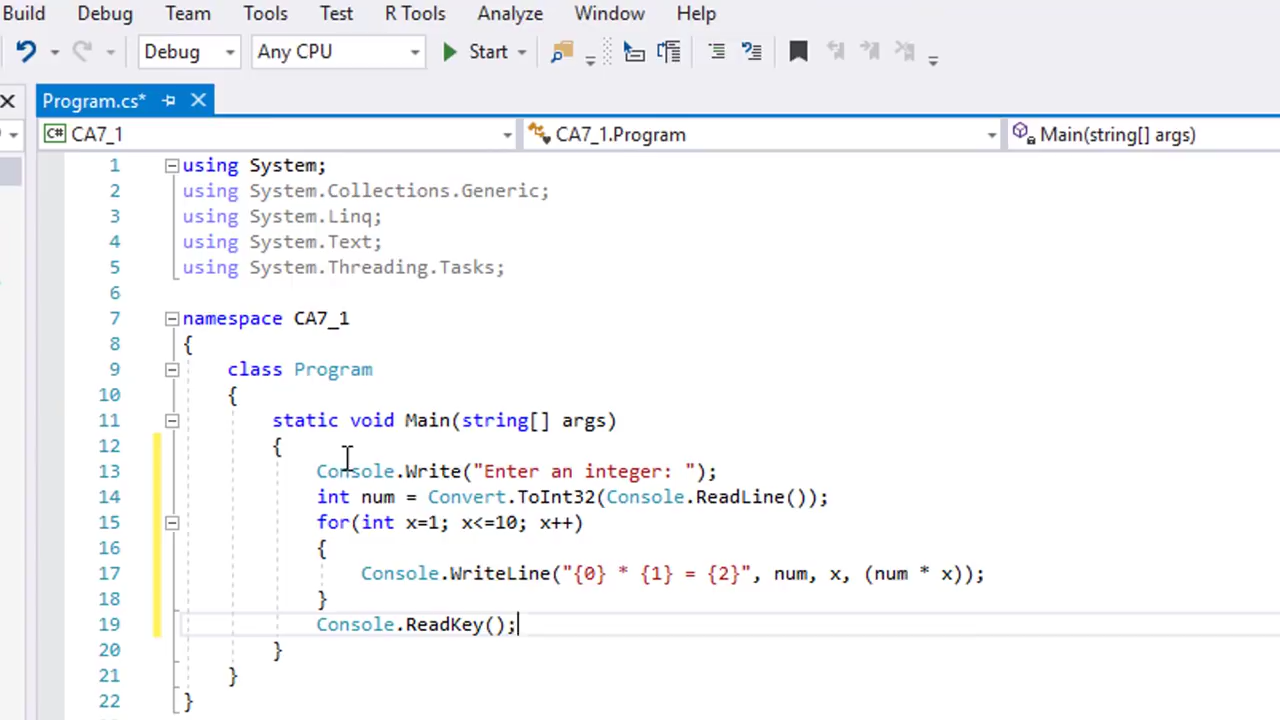 Build Debug Team Tools Test R Tools Analyze Window Help
Debug Any CPU Start
Program.cs*
C# CA7_1 CA7_1.Program Main(string[] args)
1 using System;
2 using System.Collections.Generic;
3 using System.Linq;
4 using System.Text;
5 using System.Threading.Tasks;
6
7 namespace CA7_1
8 {
9 class Program
10 {
11 static void Main(string[] args)
12 {
13 Console.Write("Enter an integer: ");
14 int num = Convert.ToInt32(Console.ReadLine());
15 for(int x=1; x<=10; x++)
16 {
17 Console.WriteLine("{0} * {1} = {2}", num, x, (num * x));
18 }
19 Console.ReadKey();
20 }
21 }
22 }